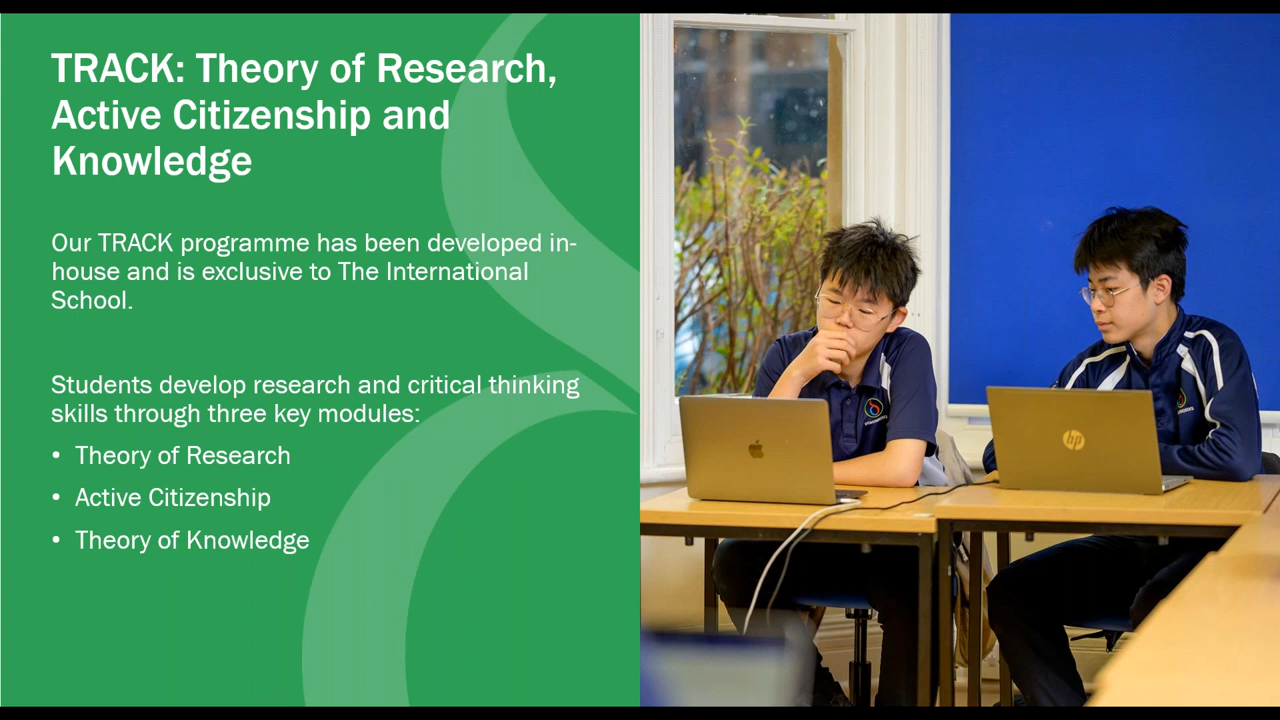 TRACK: Theory of Research,
Active Citizenship and
Knowledge
Our TRACK programme has been developed in-
house and is exclusive to The International
School.
Students develop research and critical thinking
skills through three key modules:
• Theory of Research
• Active Citizenship
• Theory of Knowledge
hp